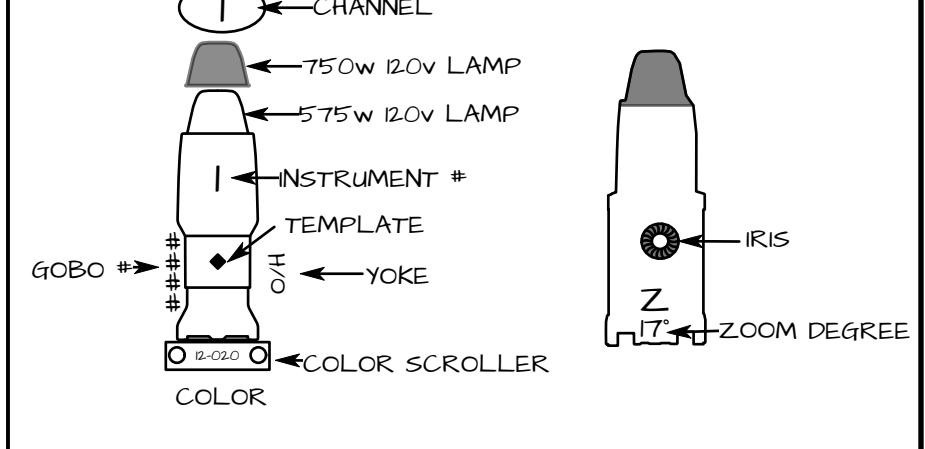 1
CHANNEL
750w 120v LAMP
575w 120v LAMP
1
INSTRUMENT #
TEMPLATE
GOBO #
####
O/H
YOKE
12-020
COLOR SCROLLER
COLOR
IRIS
Z
17°
ZOOM DEGREE